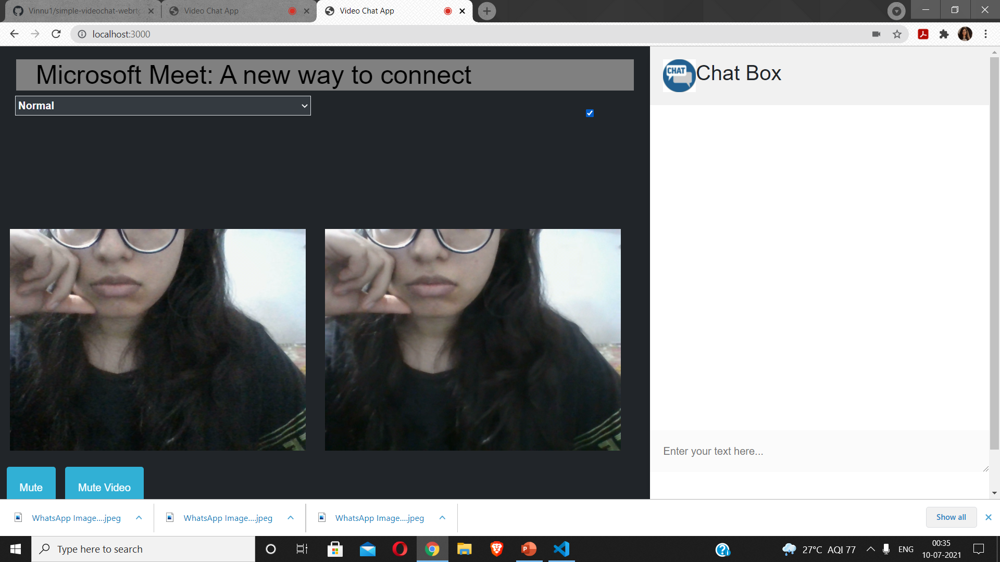 Vinnu1/simple-videochat-webrtc
Video Chat App
Video Chat App
localhost:3000
Microsoft Meet: A new way to connect
CHAT
Chat Box
Normal
Enter your text here...
Mute
Mute Video
WhatsApp Image....jpeg
WhatsApp Image....jpeg
WhatsApp Image....jpeg
Show all
Type here to search
27°C AQI 77
ENG
00:35
10-07-2021